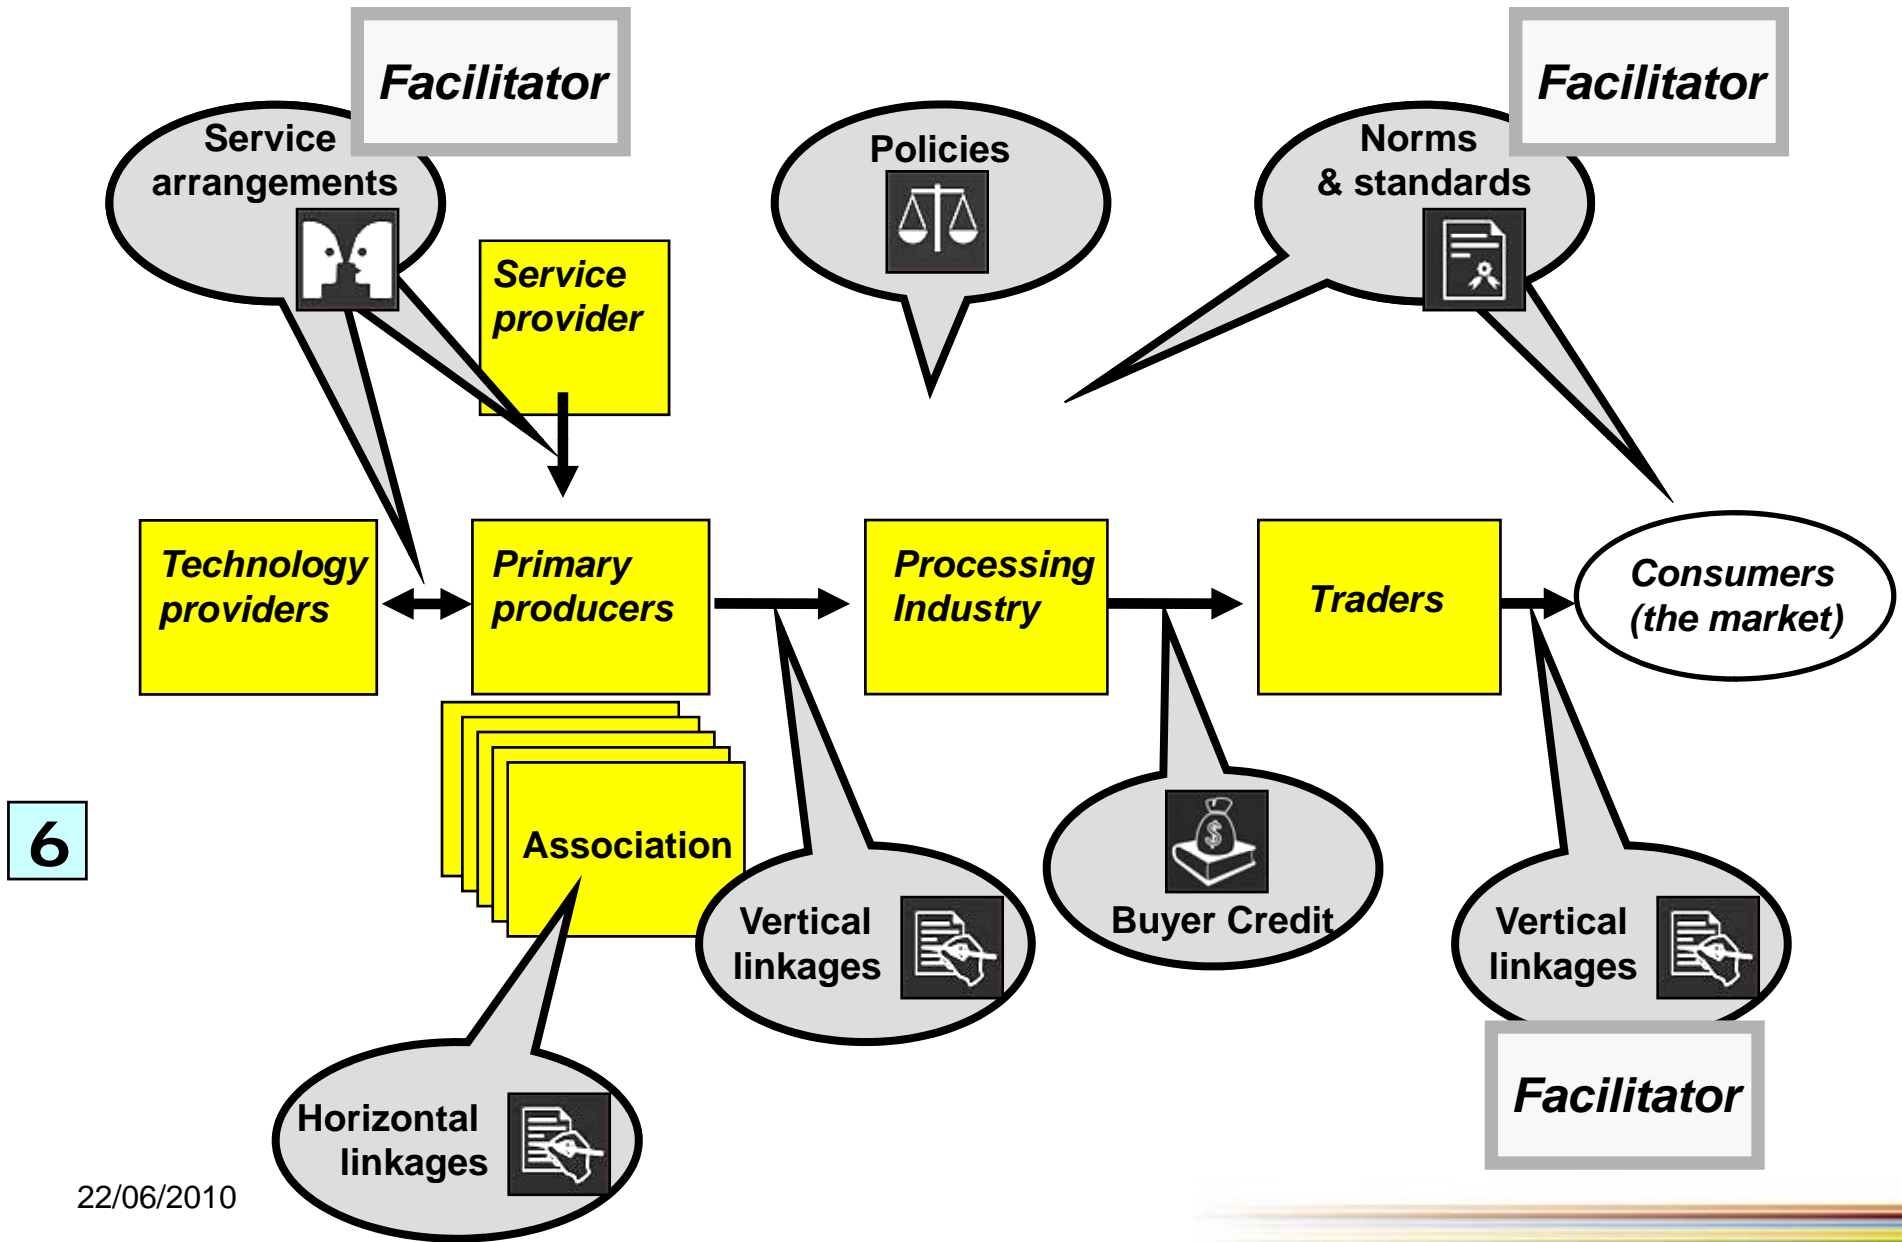 Facilitator
Facilitator
Service
arrangements
Policies
Norms
& standards
Service
provider
Technology
providers
Primary
producers
Processing
Industry
Traders
Consumers
(the market)
6
Association
Vertical
linkages
$
Buyer Credit
Vertical
linkages
Facilitator
Horizontal
linkages
22/06/2010